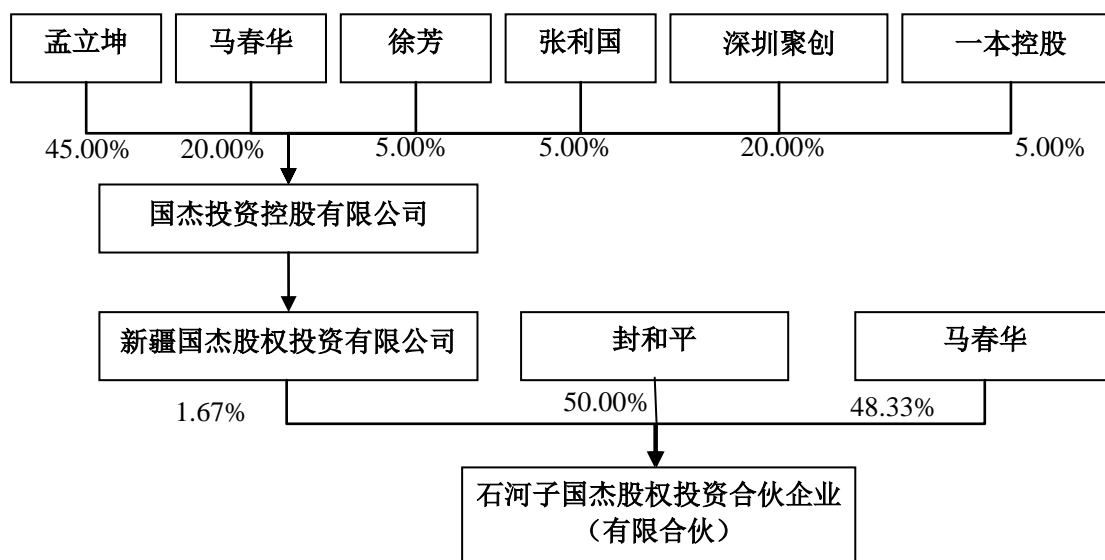 孟立坤
马春华
徐芳
张利国
深圳聚创
一本控股
45.00%
20.00%
5.00%
5.00%
20.00%
5.00%
国杰投资控股有限公司
新疆国杰股权投资有限公司
封和平
马春华
1.67%
50.00%
48.33%
石河子国杰股权投资合伙企业
（有限合伙）